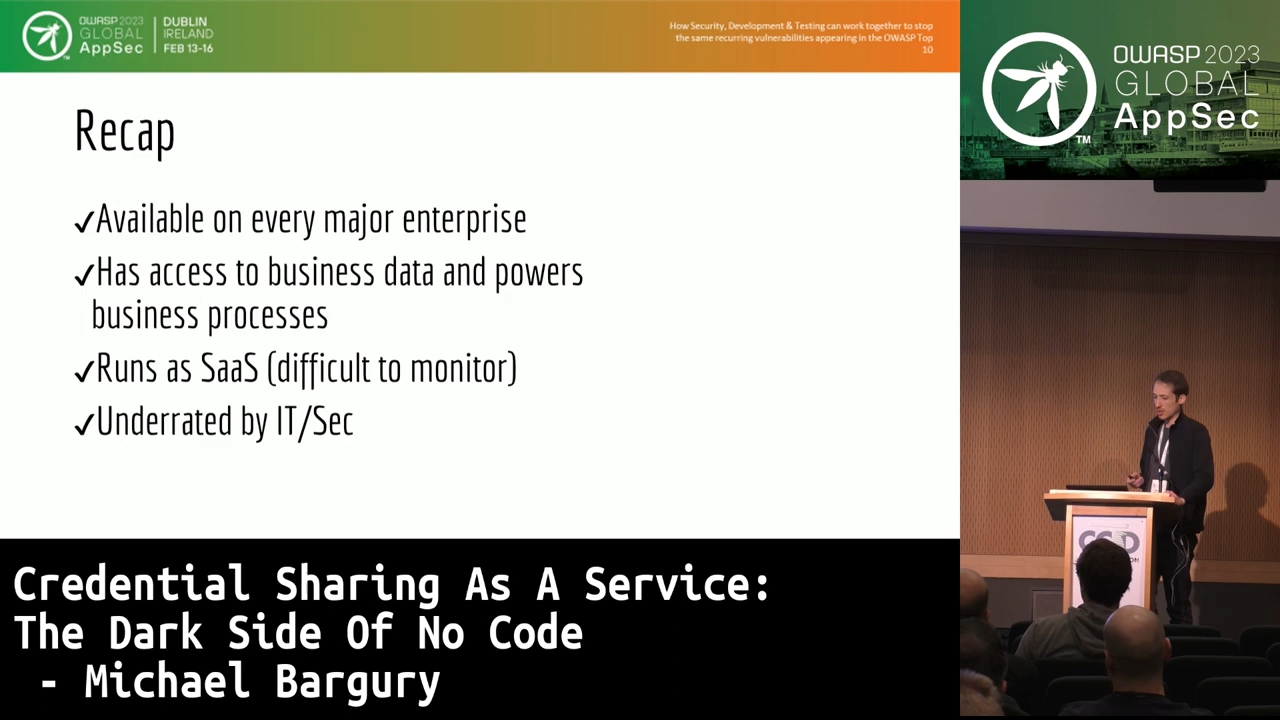 OWASP 2023
GLOBAL
AppSec
DUBLIN
IRELAND
FEB 13-16
How Security, Development & Testing can work together to stop
the same recurring vulnerabilities appearing in the OWASP Top
10
Recap
✓Available on every major enterprise
✓Has access to business data and powers
business processes
✓Runs as SaaS (difficult to monitor)
✓Underrated by IT/Sec
Credential Sharing As A Service:
The Dark Side Of No Code
- Michael Bargury
OWASP 2023
GLOBAL
AppSec
TM